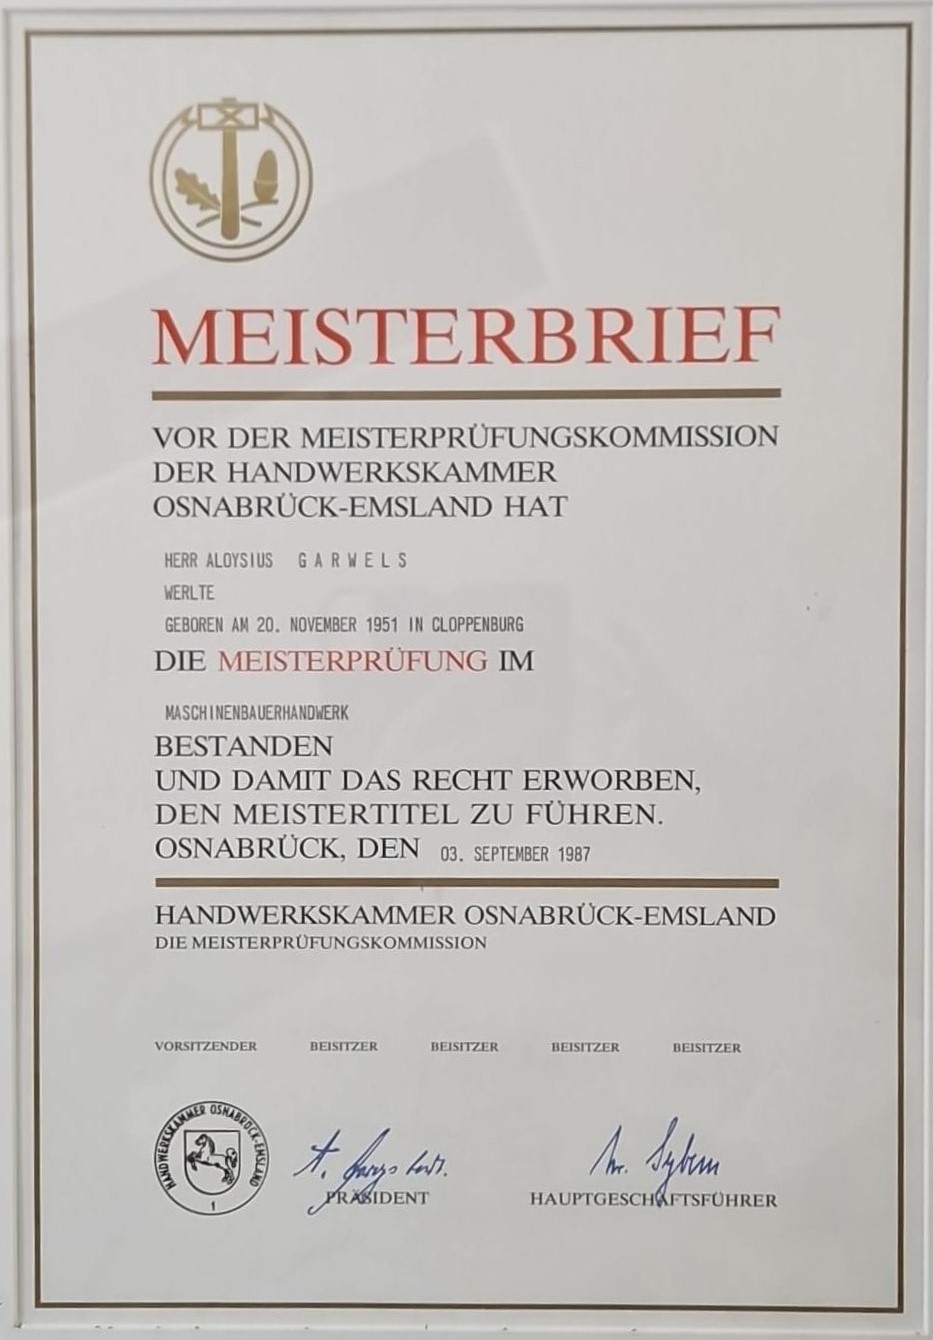 MEISTERBRIEF
VOR DER MEISTERPRÜFUNGSKOMMISSION
DER HANDWERKSKAMMER
OSNABRÜCK-EMSLAND HAT
HERR ALOYSIUS G A R W E L S
WERLTE
GEBOREN AM 20. NOVEMBER 1951 IN CLOPPENBURG
DIE MEISTERPRÜFUNG IM
MASCHINENBAUERHANDWERK
BESTANDEN
UND DAMIT DAS RECHT ERWORBEN,
DEN MEISTERTITEL ZU FÜHREN.
OSNABRÜCK, DEN 03. SEPTEMBER 1987
HANDWERKSKAMMER OSNABRÜCK-EMSLAND
DIE MEISTERPRÜFUNGSKOMMISSION
VORSITZENDER BEISITZER BEISITZER BEISITZER BEISITZER
HANDWERKSKAMMER OSNABRÜCK-EMSLAND
1
PRÄSIDENT HAUPTGESCHÄFTSFÜHRER